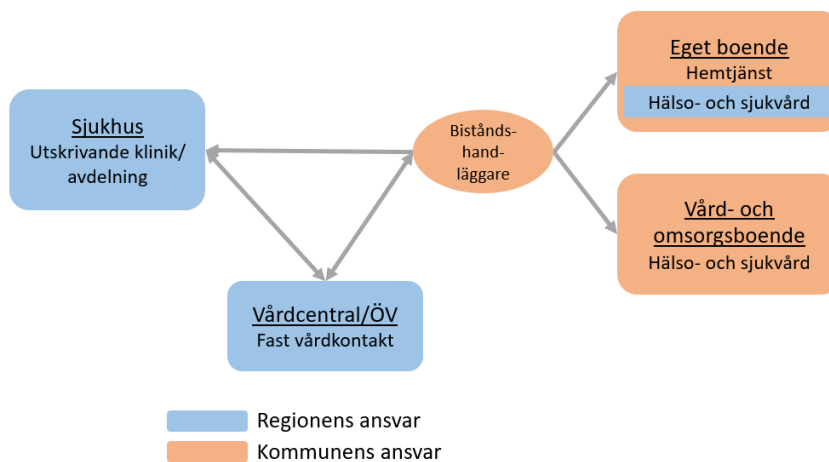 Sjukhus
Utskrivande klinik/
avdelning
Bistånds-
hand-
läggare
Eget boende
Hemtjänst
Hälso- och sjukvård
Vård- och
omsorgsboende
Hälso- och sjukvård
Vårdcentral/ÖV
Fast vårdkontakt
Regionens ansvar
Kommunens ansvar